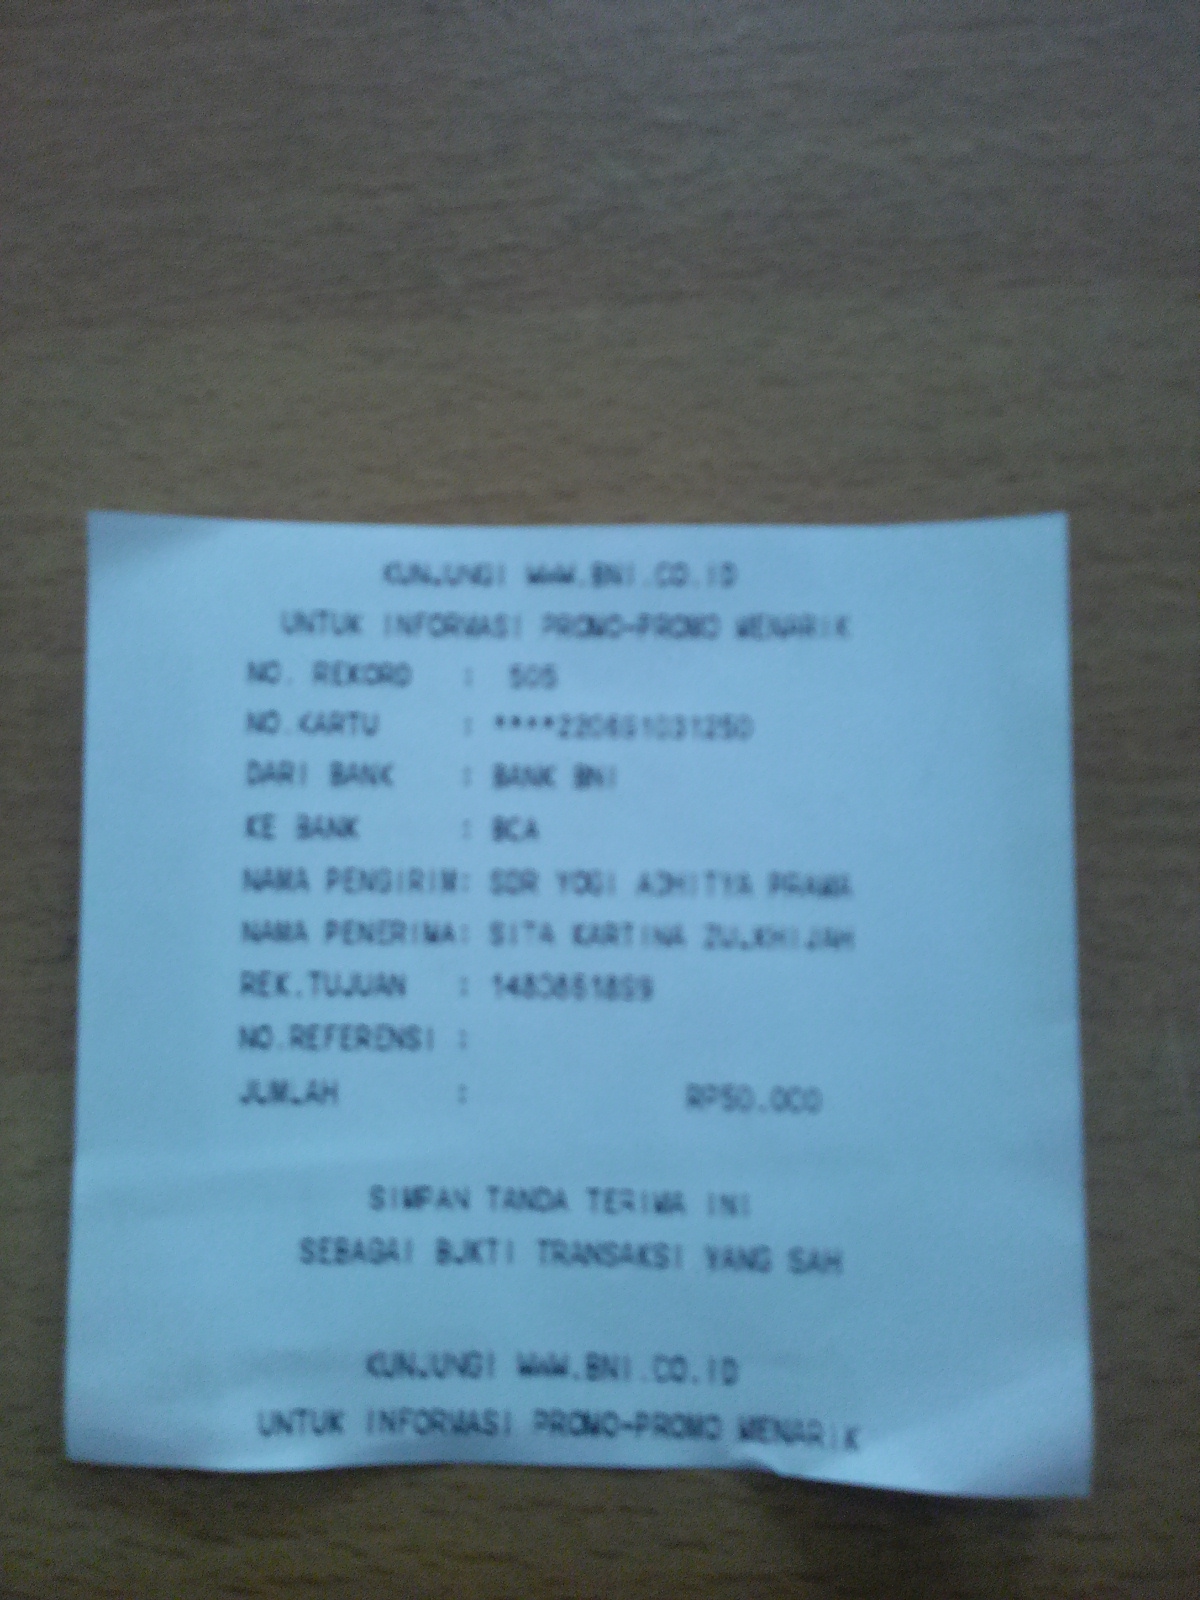 KUNJUNGI WWW.BNI.CO.ID
UNTUK INFORMASI PROMO-PROMO MENARIK
NO. REKORD : 505
NO.KARTU :
DARI BANK : BANK BNI
KE BANK : BCA
NAMA PENGIRIM: SDR YOGI ADHITYA PRAMA
NAMA PENERIMA: SITA KARTINA ZULKHIJAH
REK.TUJUAN :
NO.REFERENSI :
JUMLAH : RP50.000
SIMPAN TANDA TERIMA INI
SEBAGAI BUKTI TRANSAKSI YANG SAH
KUNJUNGI WWW.BNI.CO.ID
UNTUK INFORMASI PROMO-PROMO MENARIK